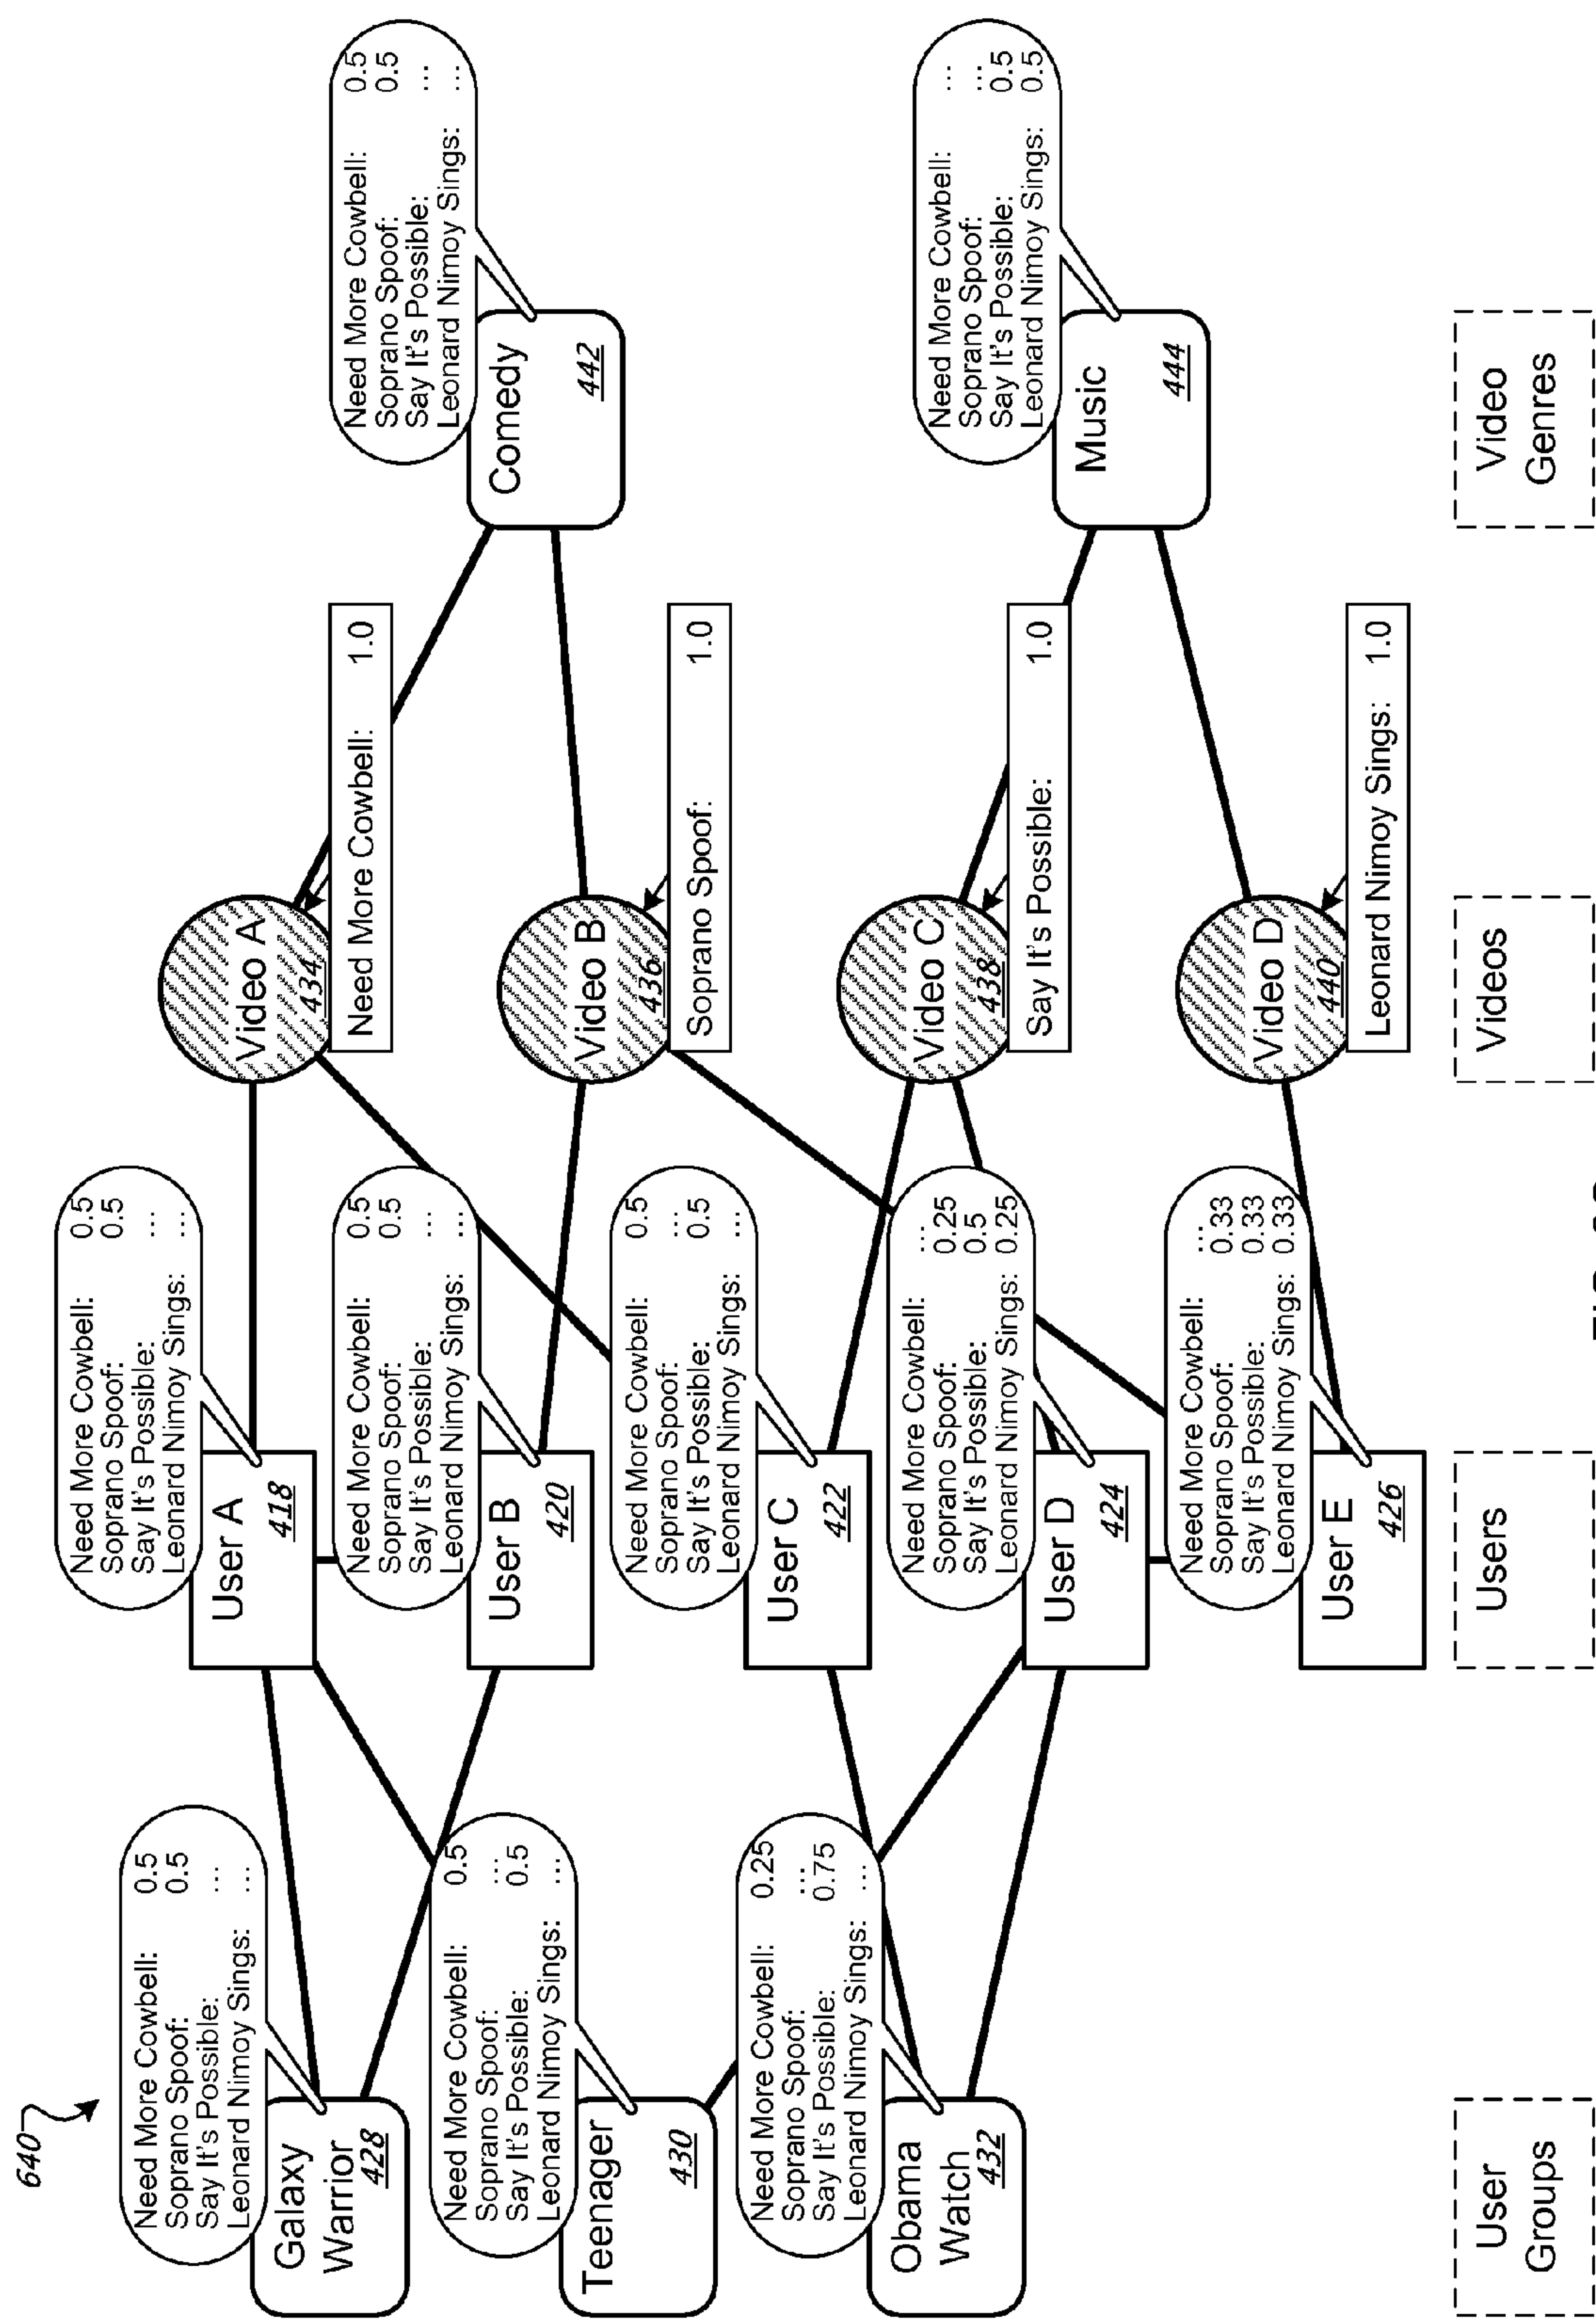 640
Need More Cowbell: 0.5
Soprano Spoof: 0.5
Say It's Possible: ...
Leonard Nimoy Sings: ...
Galaxy
Warrior
428
Need More Cowbell: 0.5
Soprano Spoof: ...
Say It's Possible: 0.5
Leonard Nimoy Sings: ...
Teenager
430
Need More Cowbell: 0.25
Soprano Spoof: ...
Say It's Possible: 0.75
Leonard Nimoy Sings: ...
Obama
Watch
432
User
Groups
Need More Cowbell: 0.5
Soprano Spoof: 0.5
Say It's Possible: ...
Leonard Nimoy Sings: ...
User A
418
Need More Cowbell: 0.5
Soprano Spoof: 0.5
Say It's Possible: ...
Leonard Nimoy Sings: ...
User B
420
Need More Cowbell: 0.5
Soprano Spoof: ...
Say It's Possible: 0.5
Leonard Nimoy Sings: ...
User C
422
Need More Cowbell: ...
Soprano Spoof: 0.25
Say It's Possible: 0.5
Leonard Nimoy Sings: 0.25
User D
424
Need More Cowbell: ...
Soprano Spoof: 0.33
Say It's Possible: 0.33
Leonard Nimoy Sings: 0.33
User E
426
Users
Video A
434
Need More Cowbell: 1.0
Video B
436
Soprano Spoof: 1.0
Video C
438
Say It's Possible: 1.0
Video D
440
Leonard Nimoy Sings: 1.0
Videos
Need More Cowbell: 0.5
Soprano Spoof: 0.5
Say It's Possible: ...
Leonard Nimoy Sings: ...
Comedy
442
Need More Cowbell: ...
Soprano Spoof: ...
Say It's Possible: 0.5
Leonard Nimoy Sings: 0.5
Music
444
Video
Genres